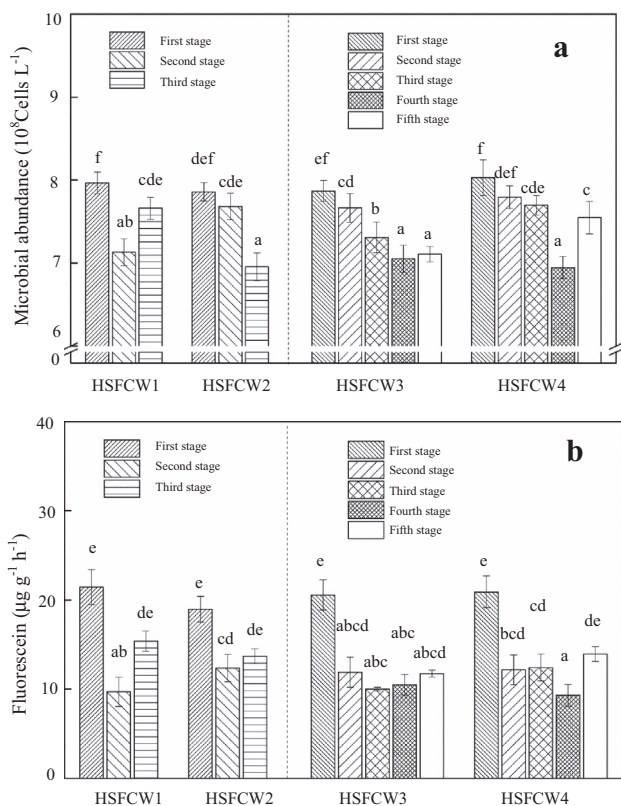 10
9
8
7
6
0
Microbial abundance (10⁸Cells L⁻¹)
First stage
Second stage
Third stage
First stage
Second stage
Third stage
Fourth stage
Fifth stage
a
f
ab
cde
def
cde
a
ef
cd
b
a
a
f
def
cde
a
c
HSFCW1
HSFCW2
HSFCW3
HSFCW4
40
30
20
10
0
Fluorescein (µg g⁻¹ h⁻¹)
First stage
Second stage
Third stage
First stage
Second stage
Third stage
Fourth stage
Fifth stage
b
e
ab
de
e
cd
de
e
abcd
abc
abc
abcd
e
bcd
cd
a
de
HSFCW1
HSFCW2
HSFCW3
HSFCW4